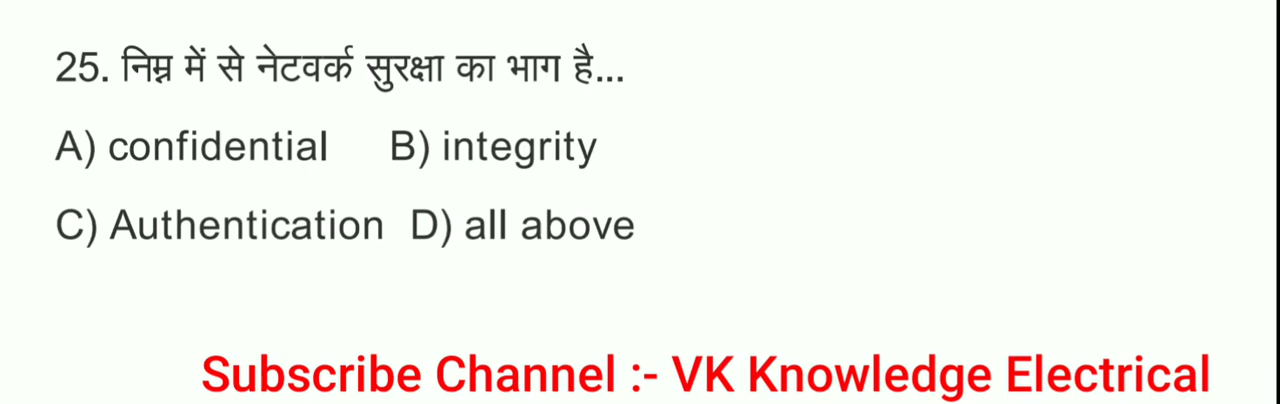 25. निम्न में से नेटवर्क सुरक्षा का भाग है...
A) confidential B) integrity
C) Authentication D) all above
Subscribe Channel :- VK Knowledge Electrical